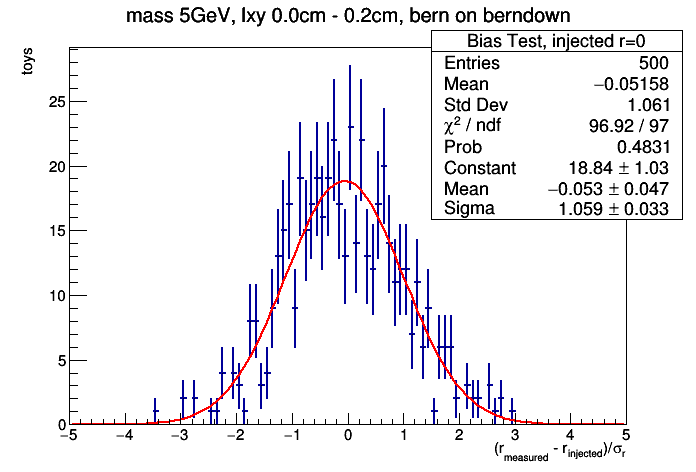 mass 5GeV, lxy 0.0cm - 0.2cm, bern on berndown
toys
Bias Test, injected r=0
Entries 500
Mean −0.05158
Std Dev 1.061
χ² / ndf 96.92 / 97
Prob 0.4831
Constant 18.84 ± 1.03
Mean −0.053 ± 0.047
Sigma 1.059 ± 0.033
25
20
15
10
5
0
−5 −4 −3 −2 −1 0 1 2 3 4 5
(r_measured - r_injected)/σ_r